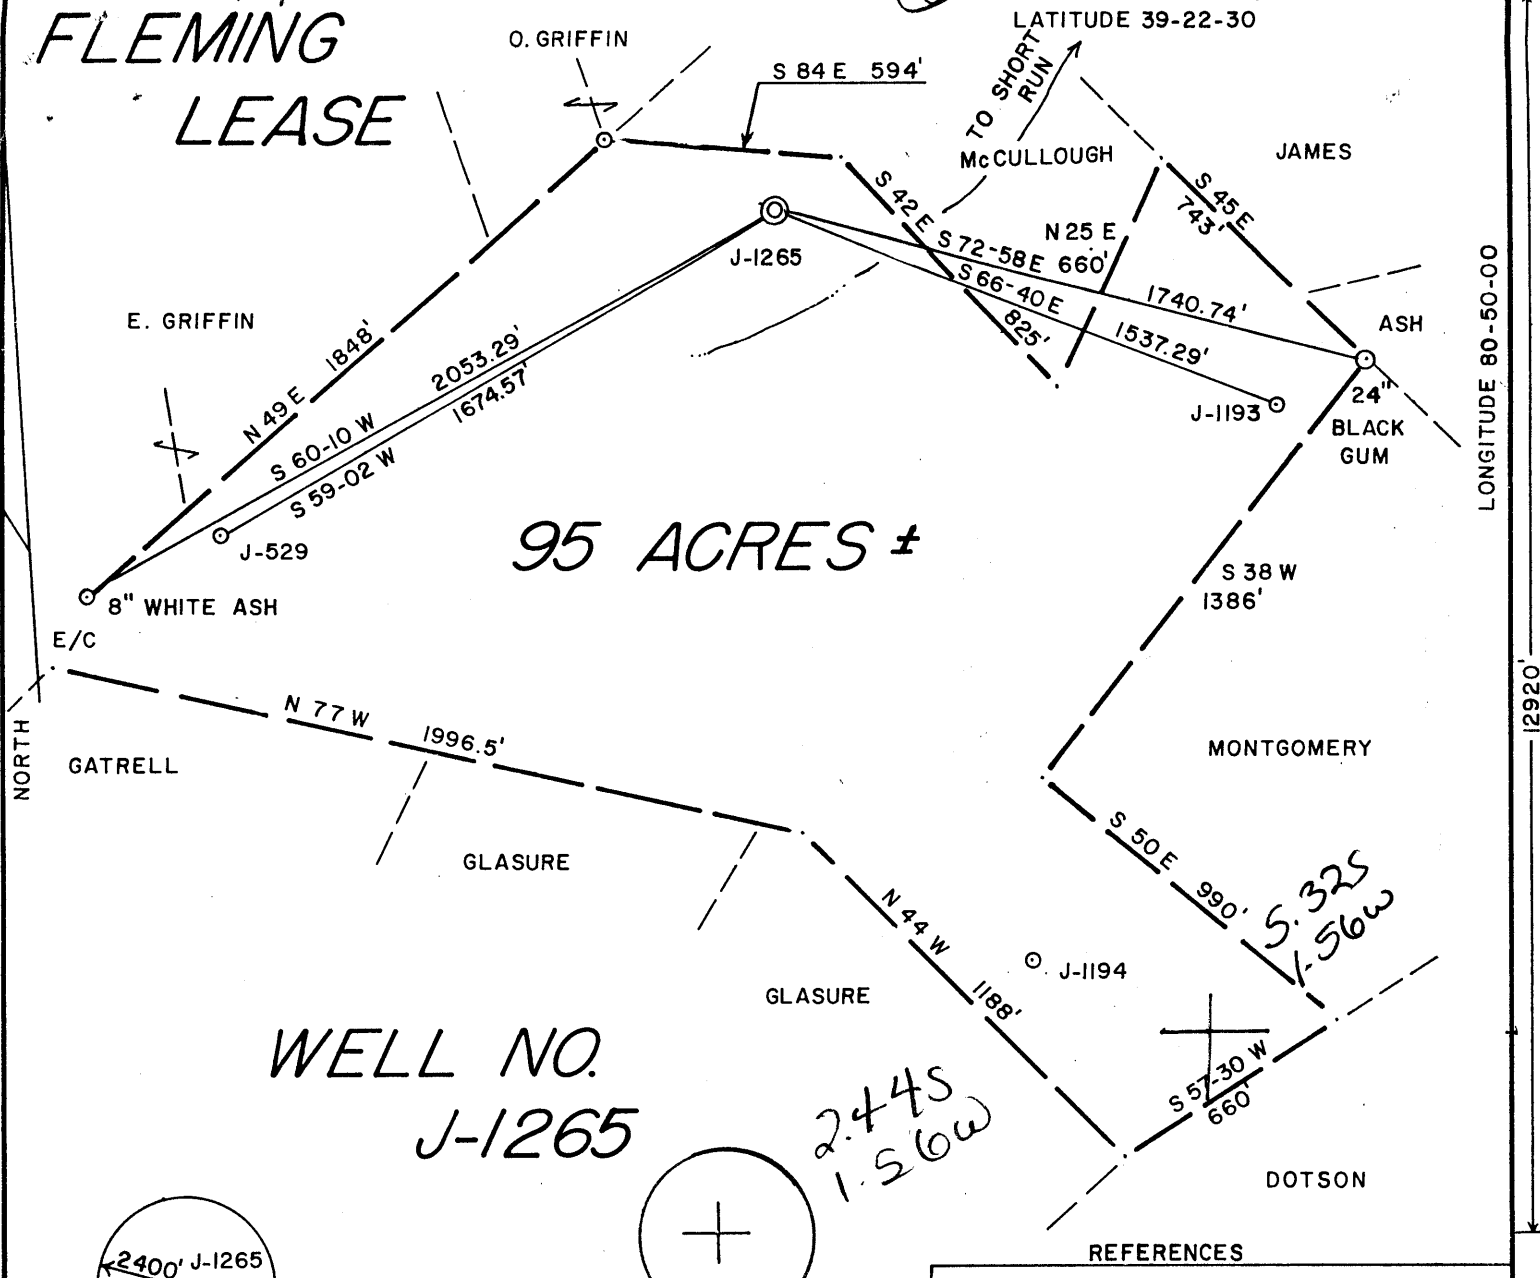 FLEMING
LEASE
O. GRIFFIN
S 84 E 594'
LATITUDE 39-22-30
TO SHORT
RUN
McCULLOUGH
JAMES
S 42 E
825'
N 25 E
660'
S 45 E
743'
S 72-58 E
1740.74'
S 66-40 E
1537.29'
J-1265
E. GRIFFIN
N 49 E 1848'
2053.29'
1674.57'
S 60-10 W
S 59-02 W
ASH
J-1193
24"
BLACK
GUM
LONGITUDE 80-50-00
J-529
8" WHITE ASH
95 ACRES ±
S 38 W
1386'
E/C
N 77 W 1996.5'
NORTH
GATRELL
MONTGOMERY
12920'
GLASURE
S 50 E 990'
5.32S
1.56W
N 44 W 1188'
J-1194
GLASURE
WELL NO.
J-1265
2.44S
1.56W
S 57-30 W
660'
DOTSON
2400' J-1265
REFERENCES